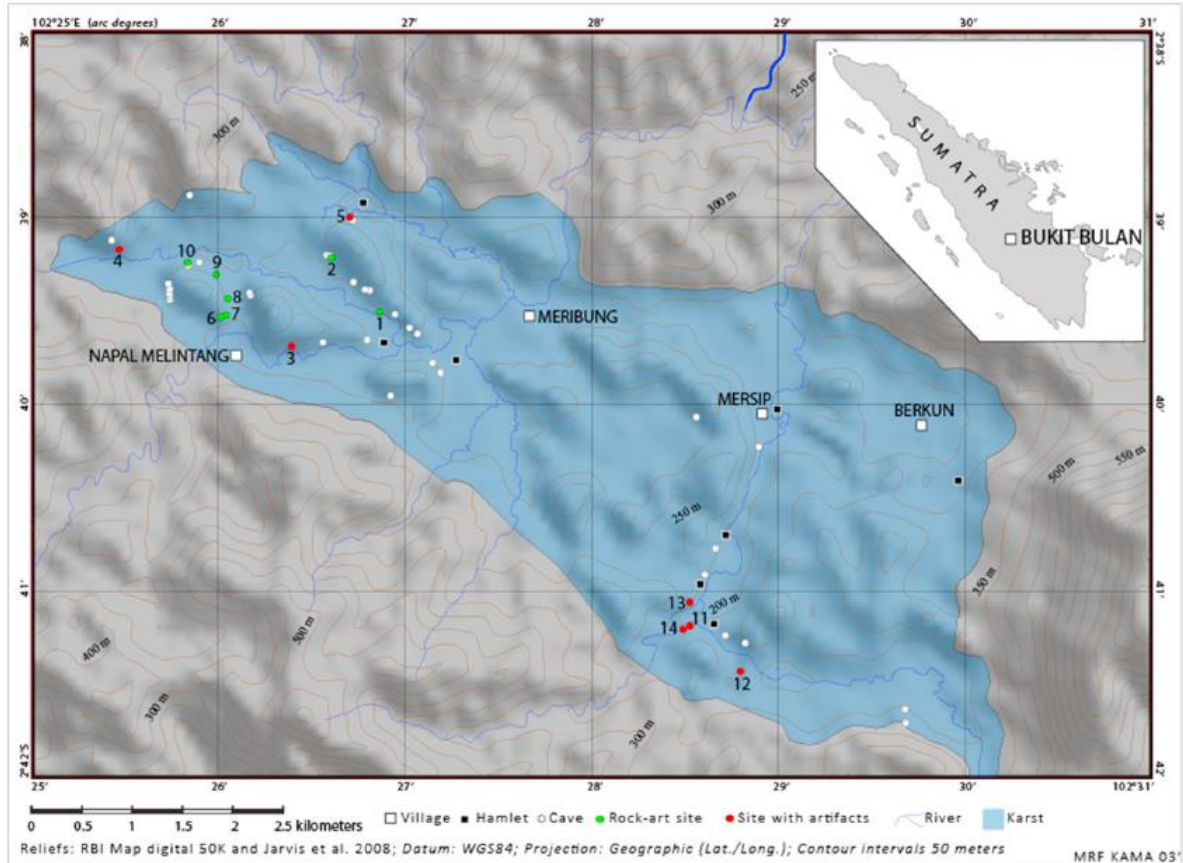 102°25'E (arc degrees) 26' 27' 28' 29' 30' 31'
38' 2°38'S
250 m
300 m
SUMATRA
BUKIT BULAN
300 m
39' 39'
5
4 10 9 2
8
6 7 1
MERIBUNG
NAPAL MELINTANG 3
40' 40'
MERSIP
BERKUN
500 m 550 m
250 m
41' 41'
350 m
13 200 m
14 11
500 m
400 m
12
300 m
300 m
2°42'S 42'
25' 26' 27' 28' 29' 30' 102°31'
0 0.5 1 1.5 2 2.5 kilometers
Village Hamlet Cave Rock-art site Site with artifacts River Karst
Reliefs: RBI Map digital 50K and Jarvis et al. 2008; Datum: WGS84; Projection: Geographic (Lat./Long.); Contour intervals 50 meters
MRF KAMA 03'